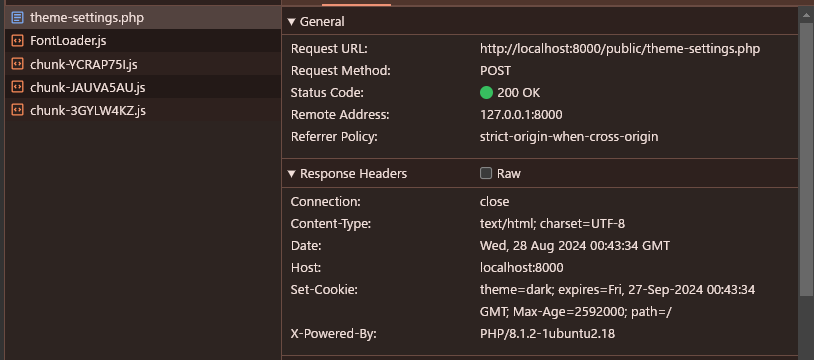 theme-settings.php
FontLoader.js
chunk-YCRAP75I.js
chunk-JAUVA5AU.js
chunk-3GYLW4KZ.js
General
Request URL: http://localhost:8000/public/theme-settings.php
Request Method: POST
Status Code: 200 OK
Remote Address: 127.0.0.1:8000
Referrer Policy: strict-origin-when-cross-origin
Response Headers Raw
Connection: close
Content-Type: text/html; charset=UTF-8
Date: Wed, 28 Aug 2024 00:43:34 GMT
Host: localhost:8000
Set-Cookie: theme=dark; expires=Fri, 27-Sep-2024 00:43:34
GMT; Max-Age=2592000; path=/
X-Powered-By: PHP/8.1.2-1ubuntu2.18